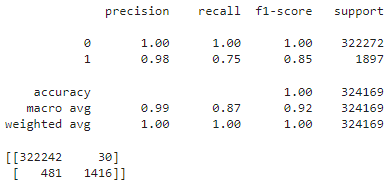 precision recall f1-score support
0 1.00 1.00 1.00 322272
1 0.98 0.75 0.85 1897
accuracy 1.00 324169
macro avg 0.99 0.87 0.92 324169
weighted avg 1.00 1.00 1.00 324169
[[322242 30]
[ 481 1416]]